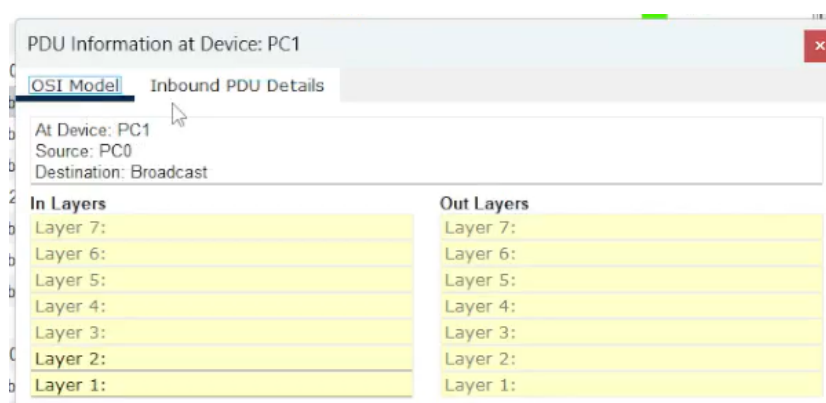 PDU Information at Device: PC1
OSI Model Inbound PDU Details
At Device: PC1
Source: PC0
Destination: Broadcast
In Layers Out Layers
Layer 7: Layer 7:
Layer 6: Layer 6:
Layer 5: Layer 5:
Layer 4: Layer 4:
Layer 3: Layer 3:
Layer 2: Layer 2:
Layer 1: Layer 1: